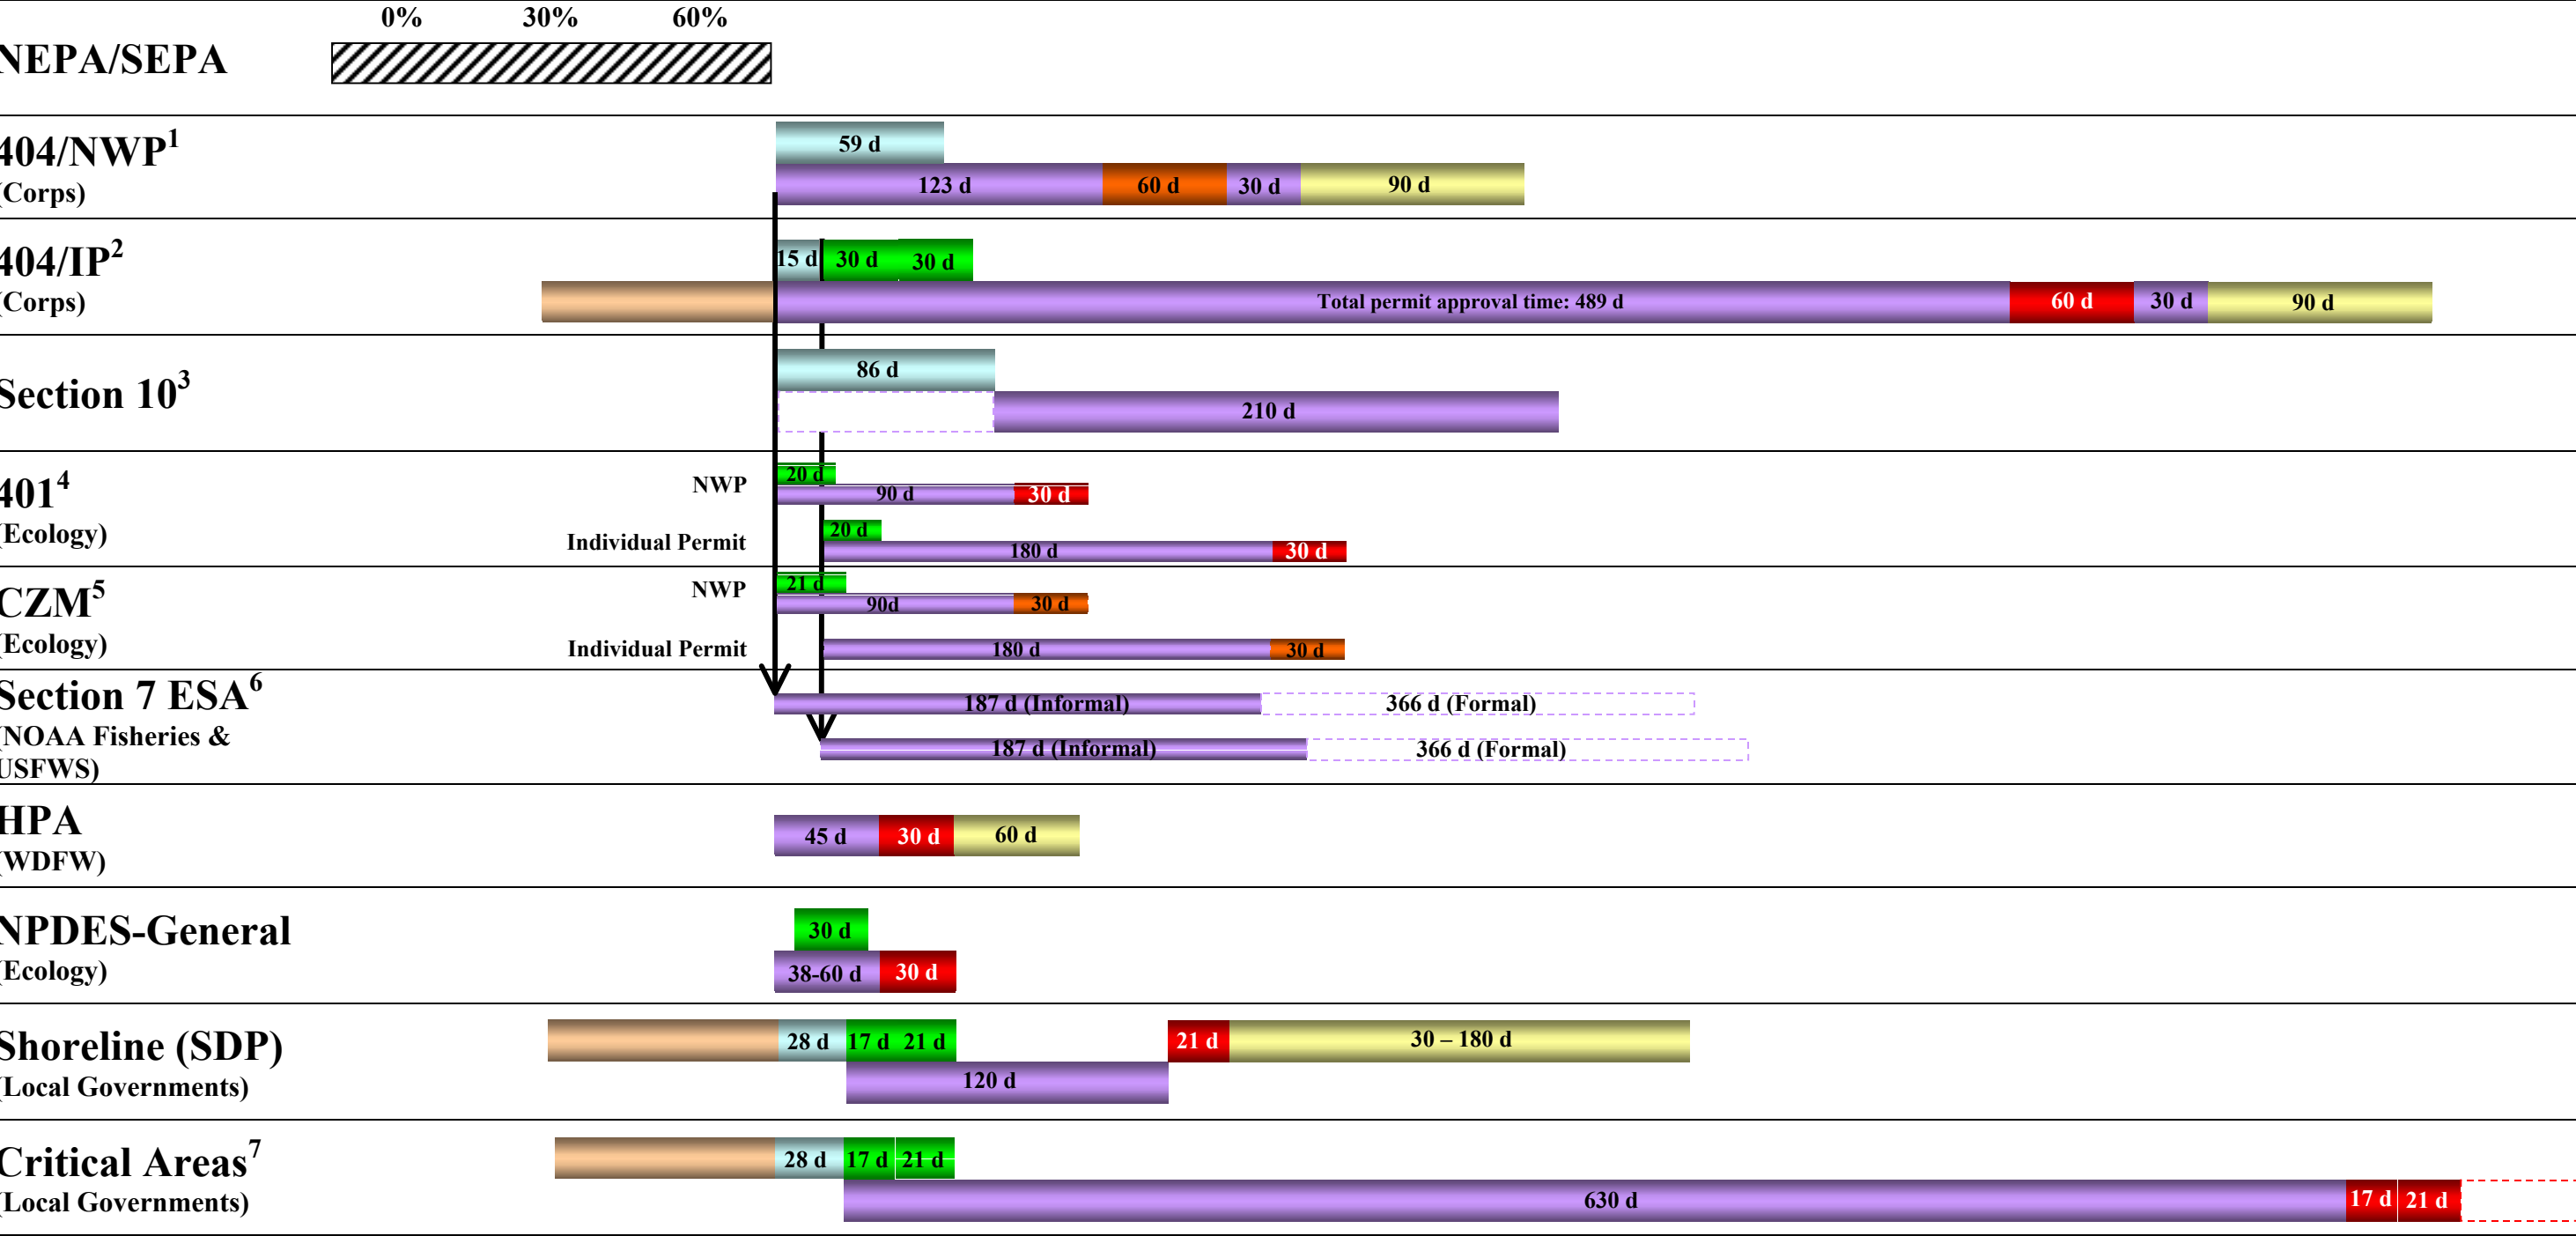 0% 30% 60%
NEPA/SEPA
404/NWP1
59 d
123 d 60 d 30 d 90 d
(Corps)
404/IP2
15 d 30 d 30 d
(Corps)
Total permit approval time: 489 d 60 d 30 d 90 d
Section 103
86 d
210 d
4014
(Ecology)
NWP
20 d
90 d 30 d
Individual Permit
20 d
180 d 30 d
CZM5
(Ecology)
NWP
21 d
90d 30 d
Individual Permit
180 d 30 d
Section 7 ESA6
187 d (Informal) 366 d (Formal)
(NOAA Fisheries &
USFWS)
187 d (Informal) 366 d (Formal)
HPA
(WDFW)
45 d 30 d 60 d
NPDES-General
(Ecology)
30 d
38-60 d 30 d
Shoreline (SDP)
(Local Governments)
28 d 17 d 21 d 21 d 30 – 180 d
120 d
Critical Areas7
(Local Governments)
28 d 17 d 21 d
630 d 17 d 21 d